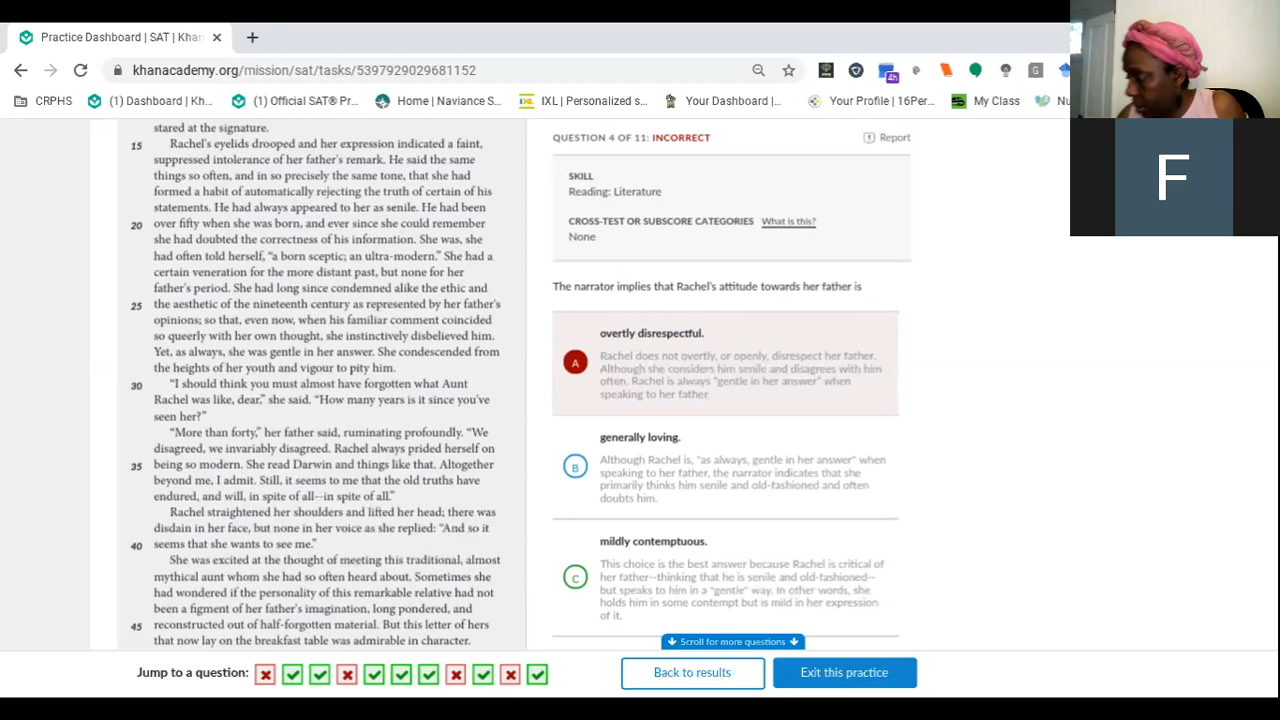 Practice Dashboard | SAT | Khan
khanacademy.org/mission/sat/tasks/5397929029681152
4h
G
CRPHS
(1) Dashboard | Kh...
(1) Official SAT® Pr...
Home | Naviance S...
IXL | Personalized s...
Your Dashboard |...
Your Profile | 16Per...
My Class
Nu
F
stared at the signature.
15 Rachel's eyelids drooped and her expression indicated a faint,
suppressed intolerance of her father's remark. He said the same
things so often, and in so precisely the same tone, that she had
formed a habit of automatically rejecting the truth of certain of his
statements. He had always appeared to her as senile. He had been
20 over fifty when she was born, and ever since she could remember
she had doubted the correctness of his information. She was, she
had often told herself, “a born sceptic; an ultra-modern.” She had a
certain veneration for the more distant past, but none for her
father's period. She had long since condemned alike the ethic and
25 the aesthetic of the nineteenth century as represented by her father's
opinions; so that, even now, when his familiar comment coincided
so queerly with her own thought, she instinctively disbelieved him.
Yet, as always, she was gentle in her answer. She condescended from
the heights of her youth and vigour to pity him.
30 “I should think you must almost have forgotten what Aunt
Rachel was like, dear,” she said. “How many years is it since you've
seen her?”
“More than forty,” her father said, ruminating profoundly. “We
disagreed, we invariably disagreed. Rachel always prided herself on
35 being so modern. She read Darwin and things like that. Altogether
beyond me, I admit. Still, it seems to me that the old truths have
endured, and will, in spite of all--in spite of all.”
Rachel straightened her shoulders and lifted her head; there was
disdain in her face, but none in her voice as she replied: “And so it
40 seems that she wants to see me.”
She was excited at the thought of meeting this traditional, almost
mythical aunt whom she had so often heard about. Sometimes she
had wondered if the personality of this remarkable relative had not
been a figment of her father's imagination, long pondered, and
45 reconstructed out of half-forgotten material. But this letter of hers
that now lay on the breakfast table was admirable in character.
QUESTION 4 OF 11: INCORRECT
Report
SKILL
Reading: Literature
CROSS-TEST OR SUBSCORE CATEGORIES What is this?
None
The narrator implies that Rachel's attitude towards her father is
overtly disrespectful.
A
Rachel does not overtly, or openly, disrespect her father.
Although she considers him senile and disagrees with him
often, Rachel is always "gentle in her answer" when
speaking to her father.
generally loving.
B
Although Rachel is, "as always, gentle in her answer" when
speaking to her father, the narrator indicates that she
primarily thinks him senile and old-fashioned and often
doubts him.
mildly contemptuous.
C
This choice is the best answer because Rachel is critical of
her father--thinking that he is senile and old-fashioned--
but speaks to him in a "gentle" way. In other words, she
holds him in some contempt but is mild in her expression
of it.
Scroll for more questions
Jump to a question:
Back to results
Exit this practice